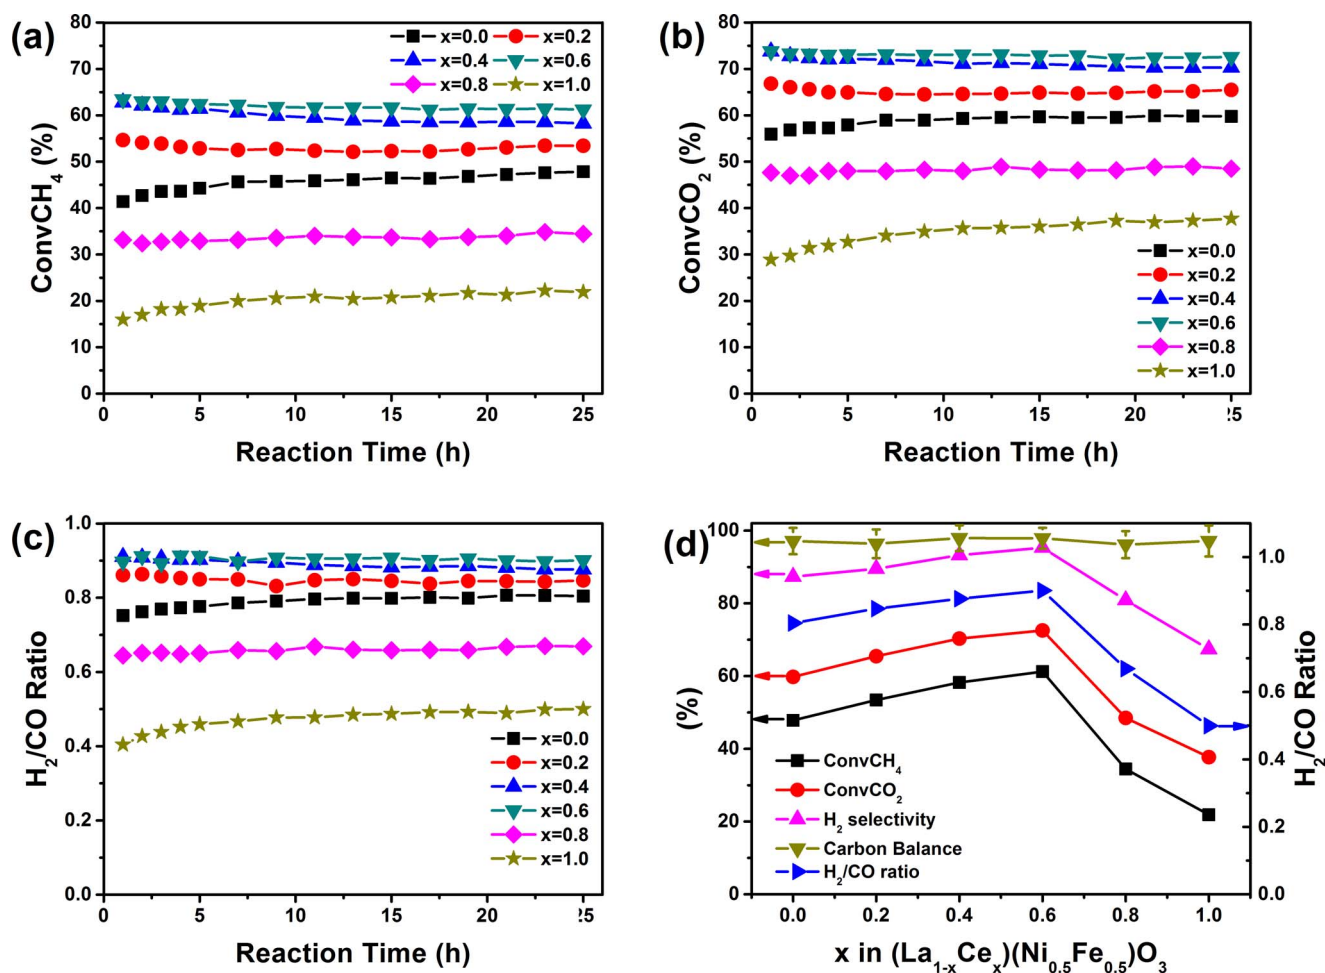 (a)
80
70
60
50
40
30
20
10
0
ConvCH₄ (%)
x=0.0 x=0.2
x=0.4 x=0.6
x=0.8 x=1.0
0 5 10 15 20 25
Reaction Time (h)
(b)
80
70
60
50
40
30
20
10
0
ConvCO₂ (%)
x=0.0
x=0.2
x=0.4
x=0.6
x=0.8
x=1.0
0 5 10 15 20 25
Reaction Time (h)
(c)
1.0
0.8
0.6
0.4
0.2
0.0
H₂/CO Ratio
x=0.0
x=0.2
x=0.4
x=0.6
x=0.8
x=1.0
0 5 10 15 20 25
Reaction Time (h)
(d)
100
80
60
40
20
0
(%)
ConvCH₄
ConvCO₂
H₂ selectivity
Carbon Balance
H₂/CO ratio
1.0
0.8
0.6
0.4
0.2
0.0
H₂/CO Ratio
0.0 0.2 0.4 0.6 0.8 1.0
x in (La₁₋ₓCeₓ)(Ni₀.₅Fe₀.₅)O₃